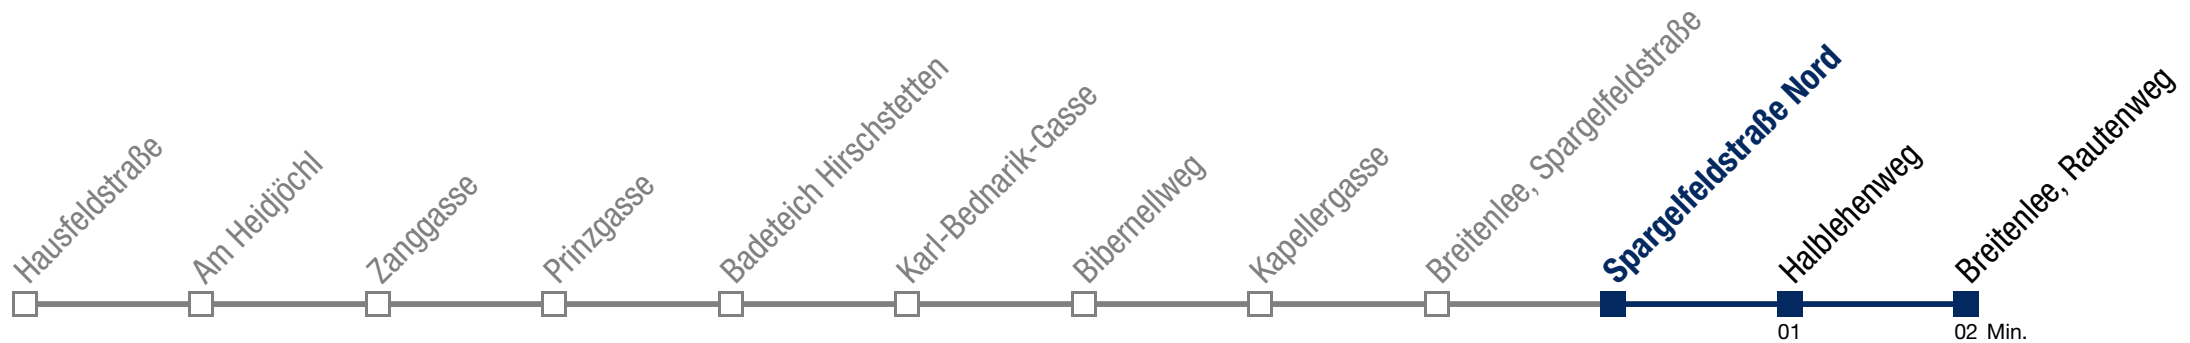 Hausfeldstraße
Am Heidjöchl
Zanggasse
Prinzgasse
Badeteich Hirschstetten
Karl-Bednarik-Gasse
Bibernellweg
Kapellergasse
Breitenlee, Spargelfeldstraße
Spargelfeldstraße Nord
Halblehenweg
Breitenlee, Rautenweg
01
02 Min.